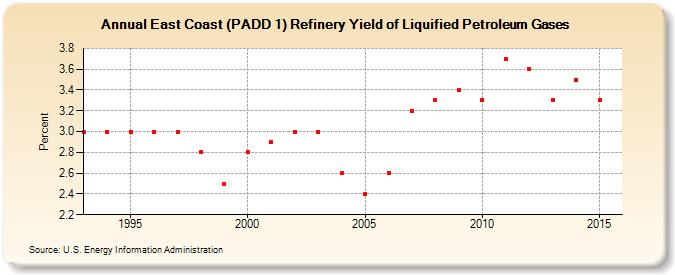 Annual East Coast (PADD 1) Refinery Yield of Liquified Petroleum Gases
Percent
3.8
3.6
3.4
3.2
3.0
2.8
2.6
2.4
2.2
1995 2000 2005 2010 2015
Source: U.S. Energy Information Administration